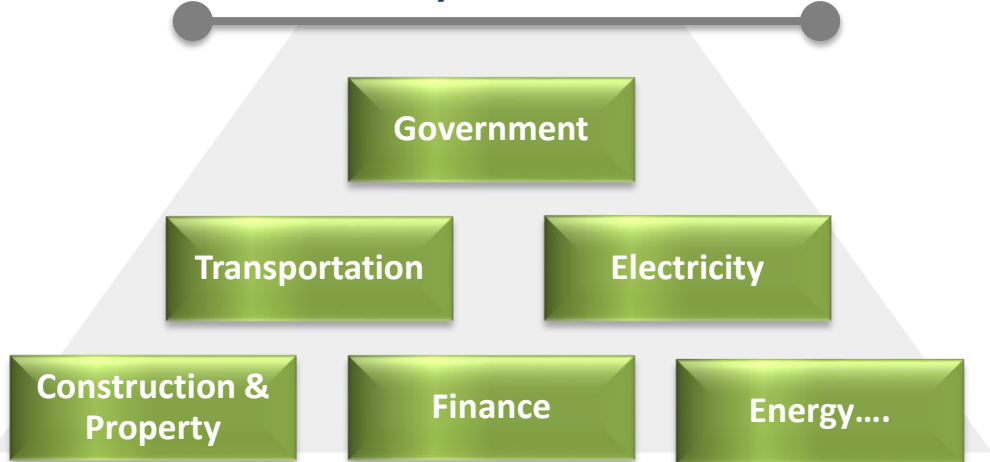 Government
Transportation
Electricity
Construction &
Property
Finance
Energy....